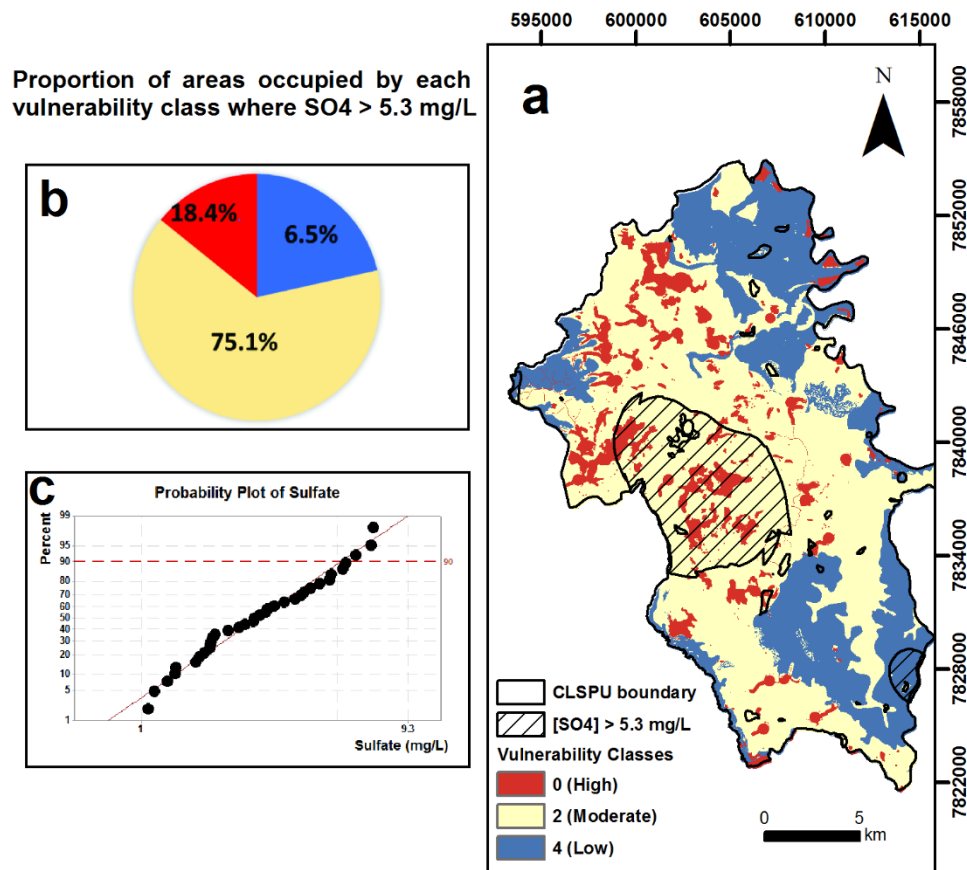 595000 600000 605000 610000 615000
Proportion of areas occupied by each
vulnerability class where SO4 > 5.3 mg/L
a
N
7858000
7852000
7846000
7840000
7834000
7828000
7822000
b
18.4%
6.5%
75.1%
c
Probability Plot of Sulfate
Percent
99
95
90
80
70
60
50
40
30
20
10
5
1
90
1
9.3
Sulfate (mg/L)
CLSPU boundary
[SO4] > 5.3 mg/L
Vulnerability Classes
0 (High)
2 (Moderate)
4 (Low)
0 5
km